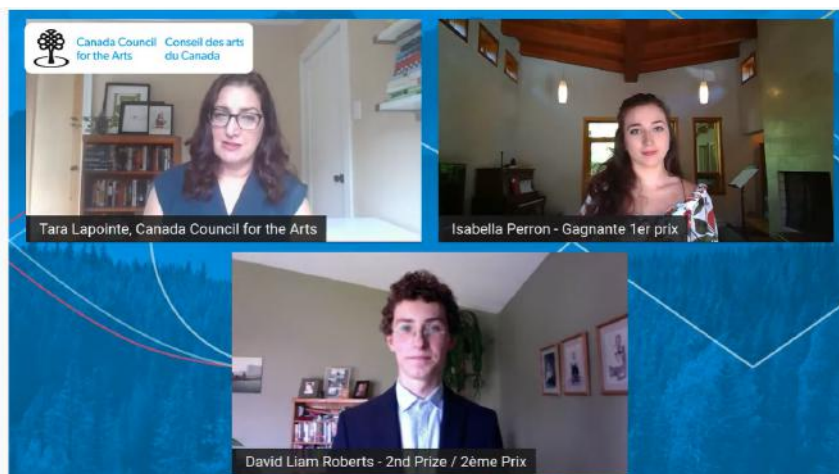 Canada Council
for the Arts
Conseil des arts
du Canada
Tara Lapointe, Canada Council for the Arts
Isabella Perron - Gagnante 1er prix
David Liam Roberts - 2nd Prize / 2ème Prix